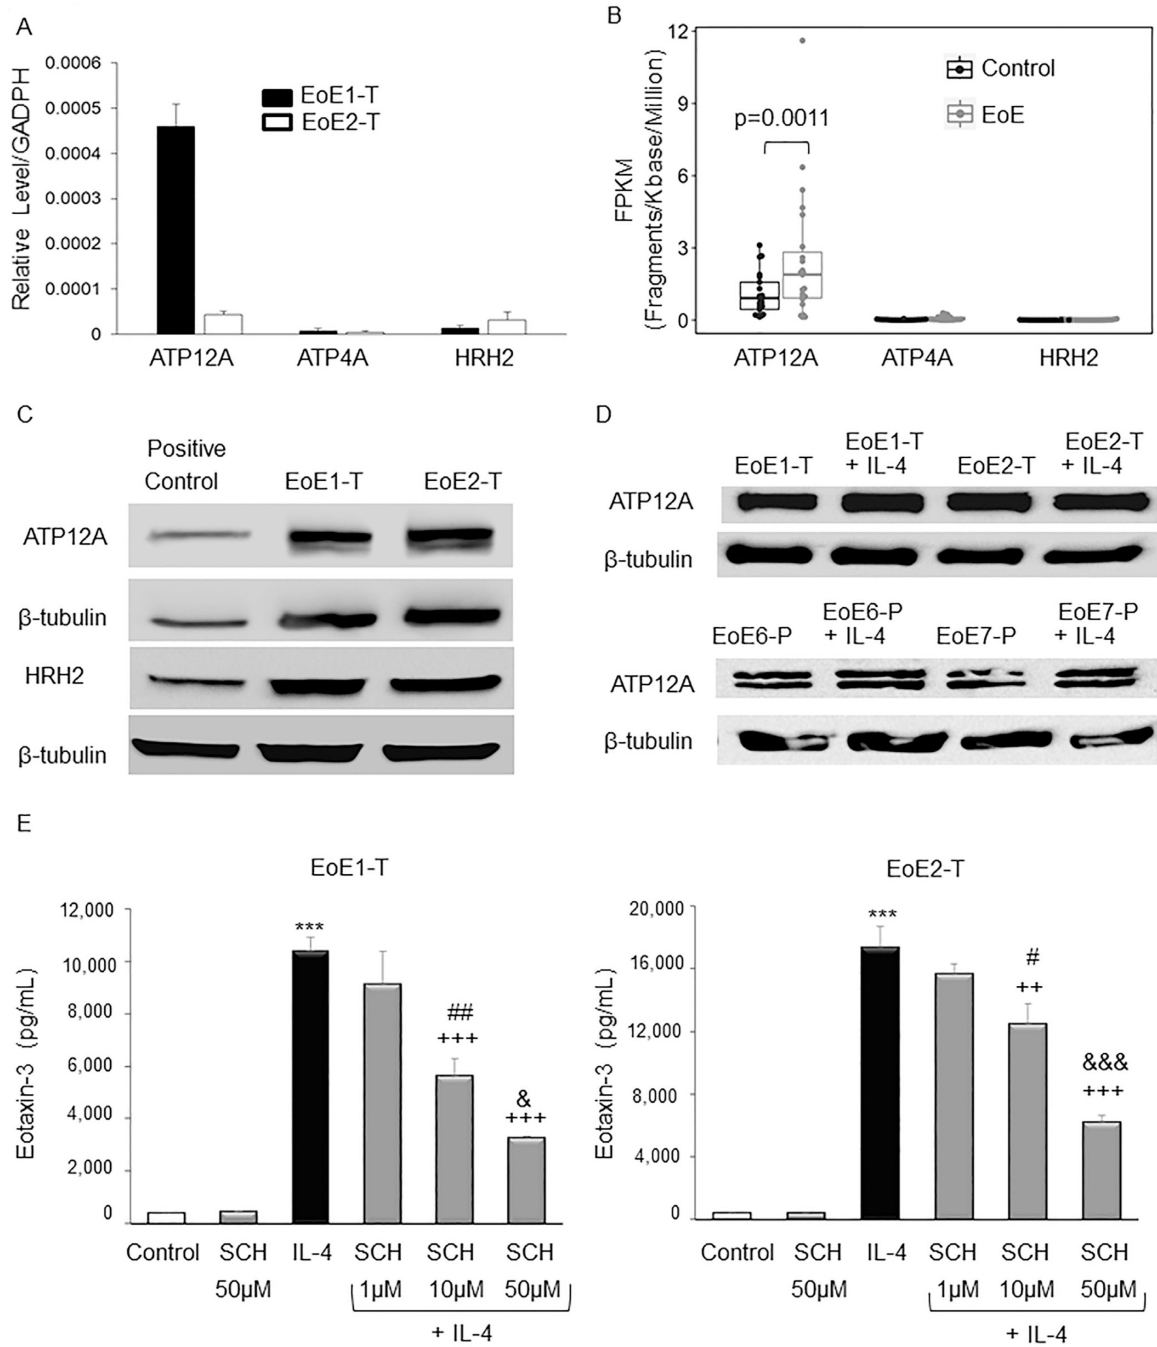 A
Relative Level/GADPH
0.0006
0.0005
0.0004
0.0003
0.0002
0.0001
0
EoE1-T
EoE2-T
ATP12A ATP4A HRH2
B
FPKM
(Fragments/Kbase/Million)
12
9
6
3
0
p=0.0011
Control
EoE
ATP12A ATP4A HRH2
C
Positive
Control EoE1-T EoE2-T
ATP12A
β-tubulin
HRH2
β-tubulin
D
EoE1-T EoE1-T + IL-4 EoE2-T EoE2-T + IL-4
ATP12A
β-tubulin
EoE6-P EoE6-P + IL-4 EoE7-P EoE7-P + IL-4
ATP12A
β-tubulin
E
EoE1-T
Eotaxin-3 (pg/mL)
12,000
10,000
8,000
6,000
4,000
2,000
0
***
##
+++
&
+++
Control SCH IL-4 SCH SCH SCH
50µM 1µM 10µM 50µM
+ IL-4
EoE2-T
Eotaxin-3 (pg/mL)
20,000
16,000
12,000
8,000
4,000
0
***
#
++
&&&
+++
Control SCH IL-4 SCH SCH SCH
50µM 1µM 10µM 50µM
+ IL-4